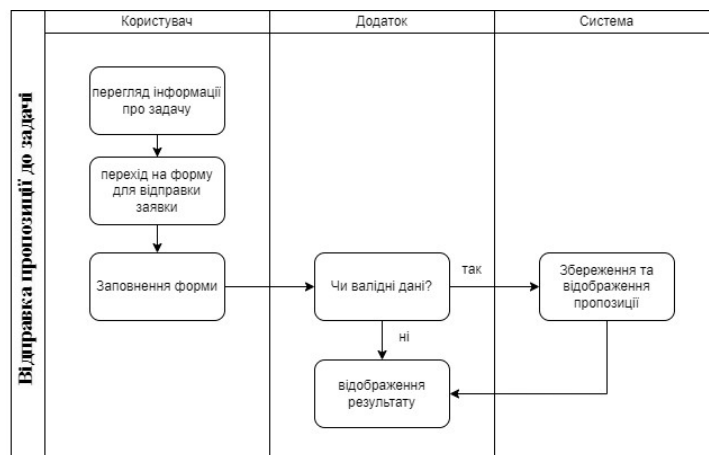 Користувач
Додаток
Система
Відправка пропозиції до задачі
перегляд інформації
про задачу
перехід на форму
для відправки
заявки
Заповнення форми
Чи валідні дані?
так
Збереження та
відображення
пропозиції
ні
відображення
результату